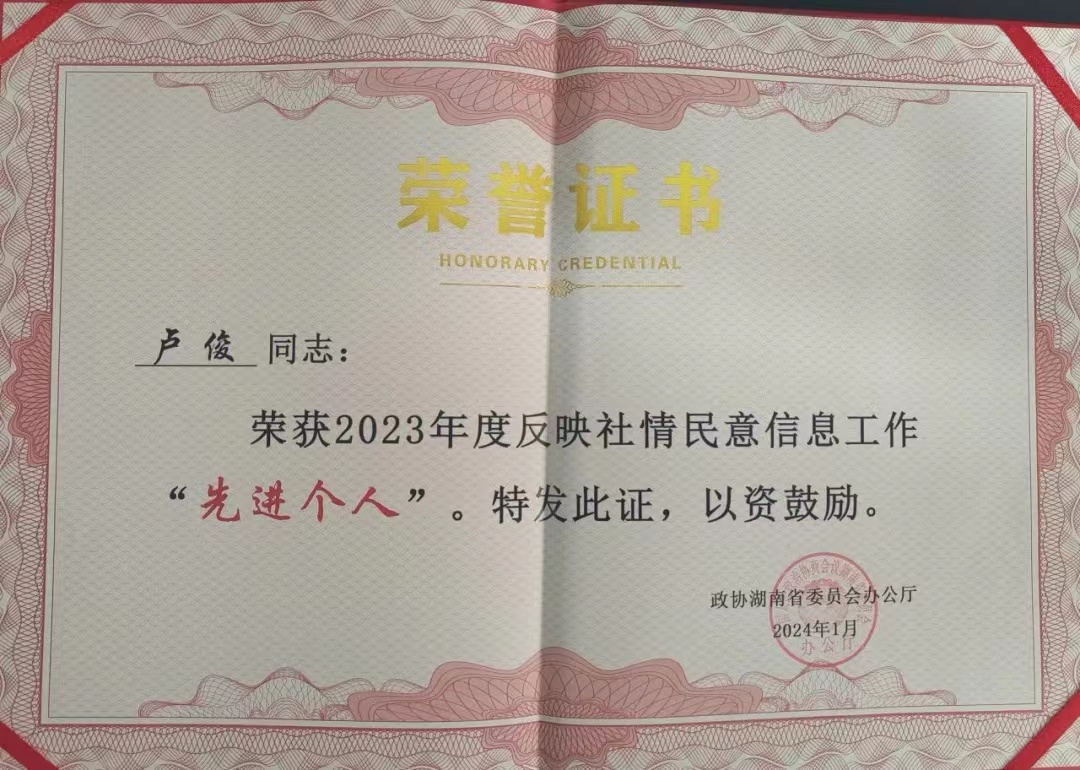 荣誉证书
HONORARY CREDENTIAL
卢俊 同志：
荣获2023年度反映社情民意信息工作
“先进个人”。特发此证，以资鼓励。
政协湖南省委员会办公厅
2024年1月
办公厅